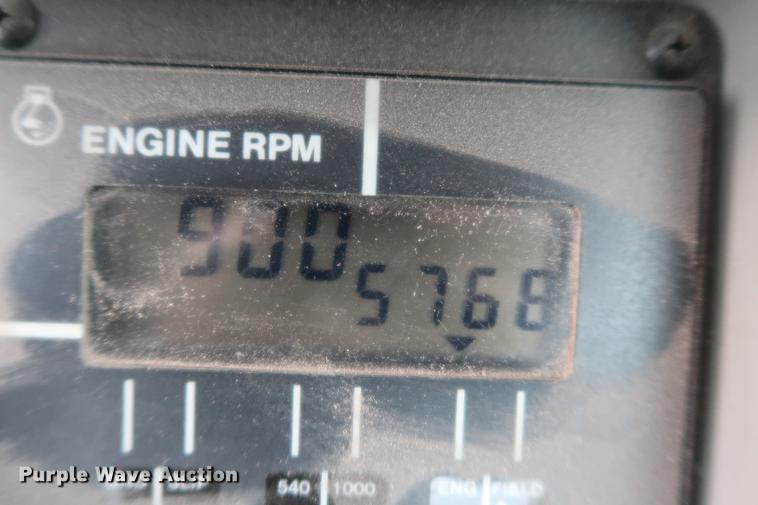 ENGINE RPM
900
5768
540 1000 ENG FIELD
Purple Wave Auction